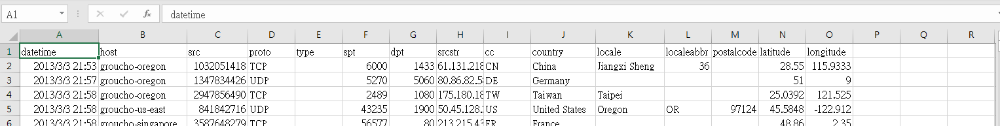 A1 fx datetime
A B C D E F G H I J K L M N O P Q R
1 datetime host src proto type spt dpt srcstr cc country locale localeabbr postalcode latitude longitude
2 2013/3/3 21:53 groucho-oregon 1032051418 TCP 6000 1433 61.131.218 CN China Jiangxi Sheng 36 28.55 115.9333
3 2013/3/3 21:57 groucho-oregon 1347834426 UDP 5270 5060 80.86.82.5 DE Germany 51 9
4 2013/3/3 21:58 groucho-oregon 2947856490 TCP 2489 1080 175.180.18 TW Taiwan Taipei 25.0392 121.525
5 2013/3/3 21:58 groucho-us-east 841842716 UDP 43235 1900 50.45.128. US United States Oregon OR 97124 45.5848 -122.912
6 2013/3/3 21:58 groucho-singapore 3587648279 TCP 56577 80 213.215.43 FR France 48.86 2.35